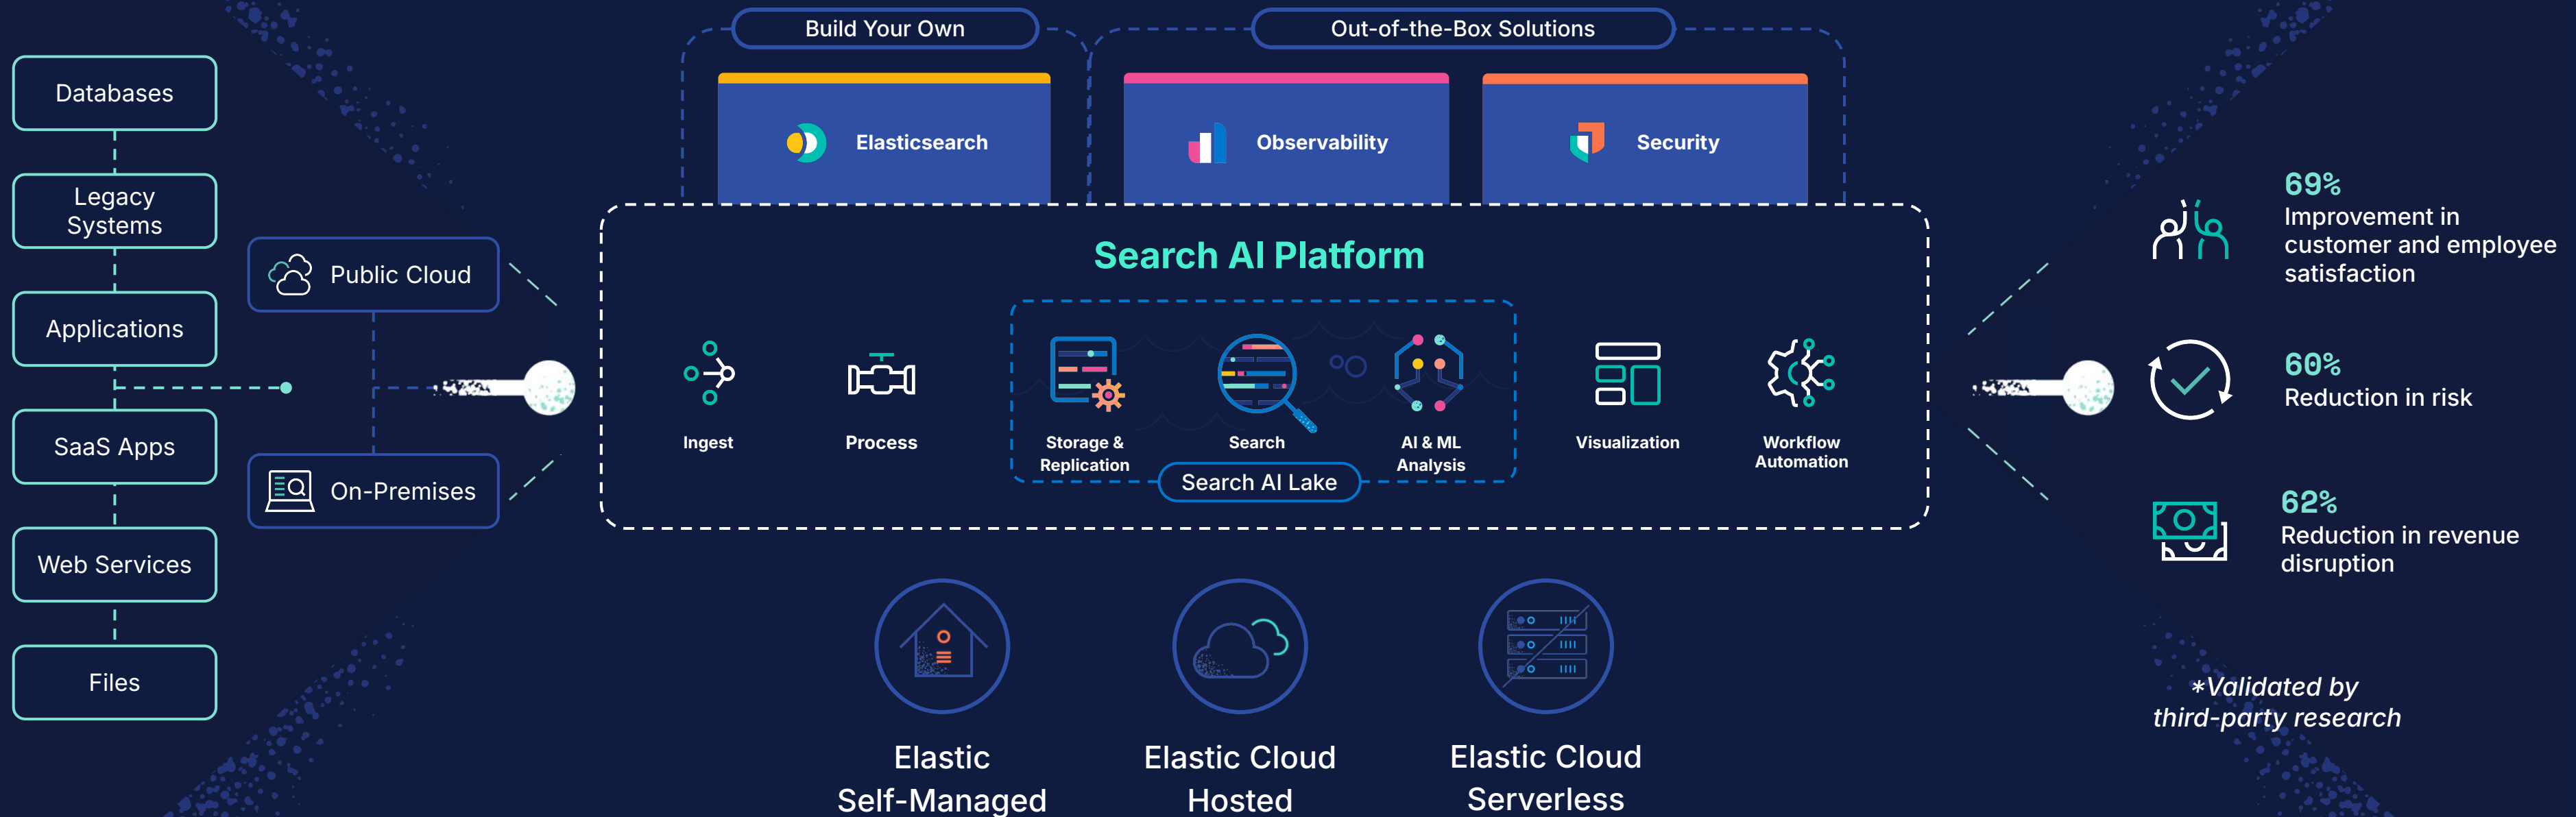 Build Your Own
Out-of-the-Box Solutions
Databases
Legacy
Systems
Applications
SaaS Apps
Web Services
Files
Public Cloud
On-Premises
Elasticsearch
Observability
Security
Search AI Platform
Ingest
Process
Storage &
Replication
Search
AI & ML
Analysis
Search AI Lake
Visualization
Workflow
Automation
Elastic
Self-Managed
Elastic Cloud
Hosted
Elastic Cloud
Serverless
69%
Improvement in
customer and employee
satisfaction
60%
Reduction in risk
62%
Reduction in revenue
disruption
*Validated by
third-party research